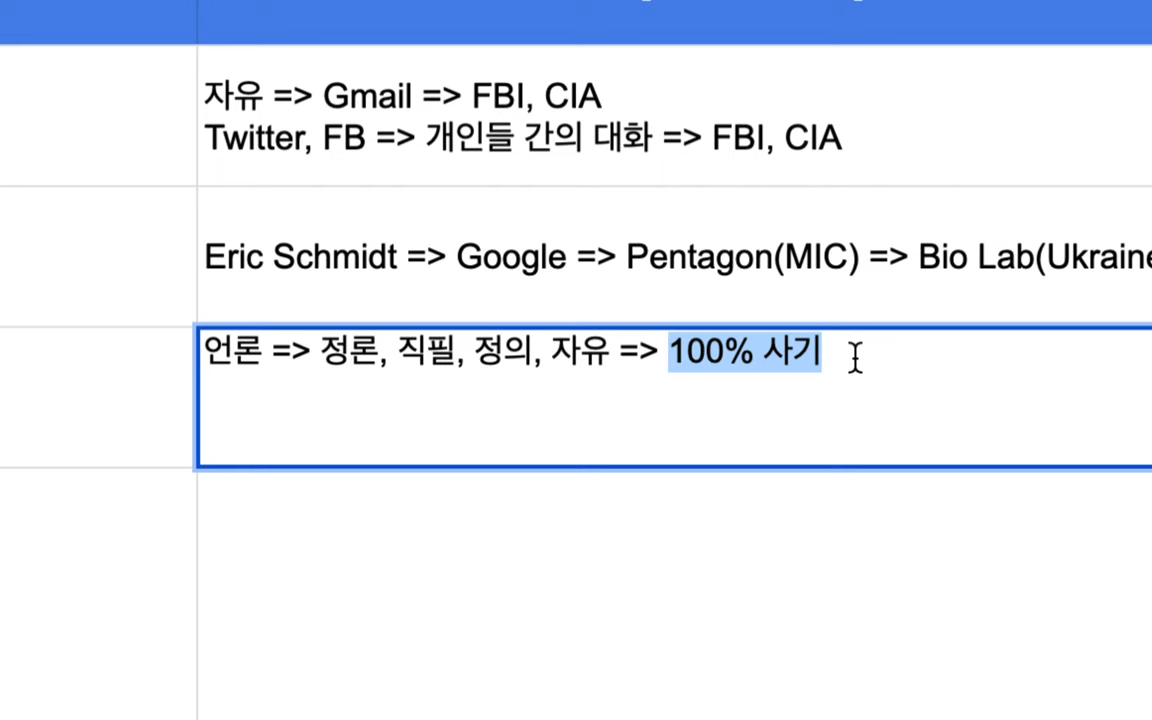 자유 => Gmail => FBI, CIA
Twitter, FB => 개인들 간의 대화 => FBI, CIA
Eric Schmidt => Google => Pentagon(MIC) => Bio Lab(Ukraine
언론 => 정론, 직필, 정의, 자유 => 100% 사기